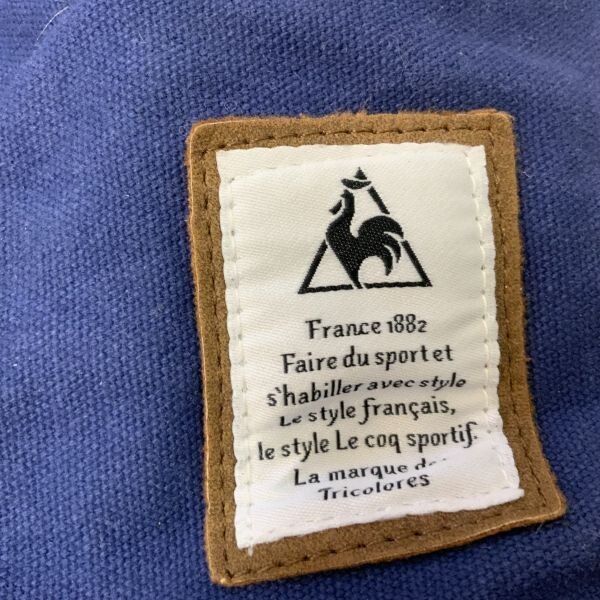 France 1882
Faire du sport et
s'habiller avec style
Le style français,
le style Le coq sportif.
La marque des
Tricolores